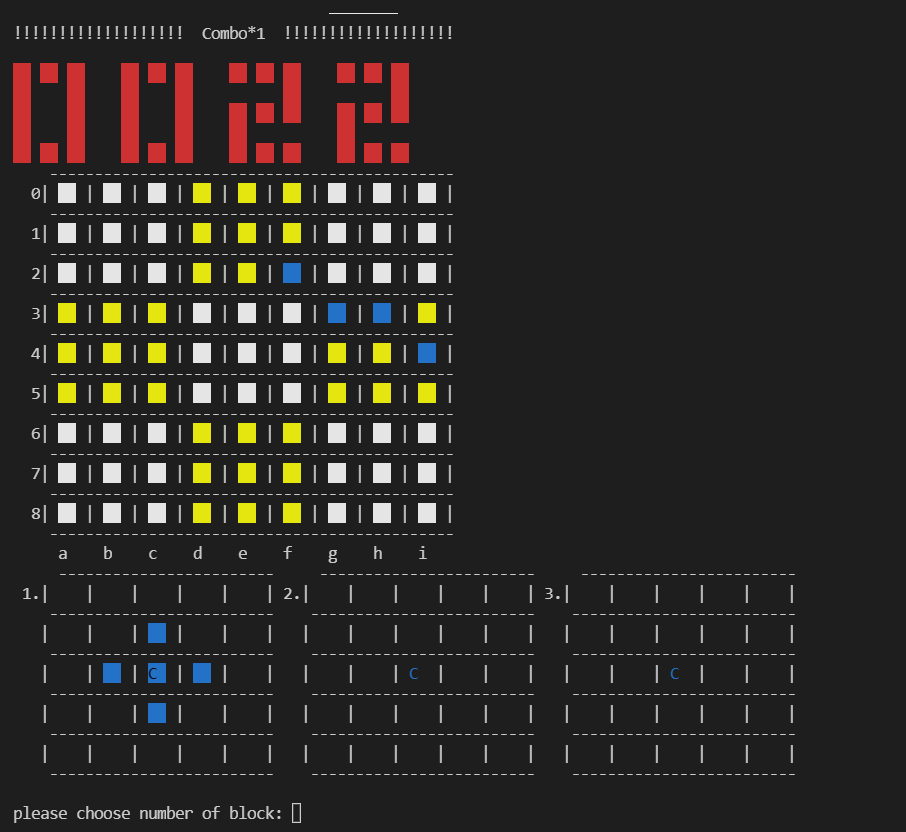 !!!!!!!!!!!!!!!!!!! Combo*1 !!!!!!!!!!!!!!!!!!!
0022
0| | | | | | | | | |
1| | | | | | | | | |
2| | | | | | | | | |
3| | | | | | | | | |
4| | | | | | | | | |
5| | | | | | | | | |
6| | | | | | | | | |
7| | | | | | | | | |
8| | | | | | | | | |
a b c d e f g h i
1.| | | | | | 2.| | | | | | 3.| | | | | |
| | | | | | | | | | | | | | | | | |
| | | C | | | | | | C | | | | | | C | | |
| | | | | | | | | | | | | | | | | |
| | | | | | | | | | | | | | | | | |
please choose number of block: